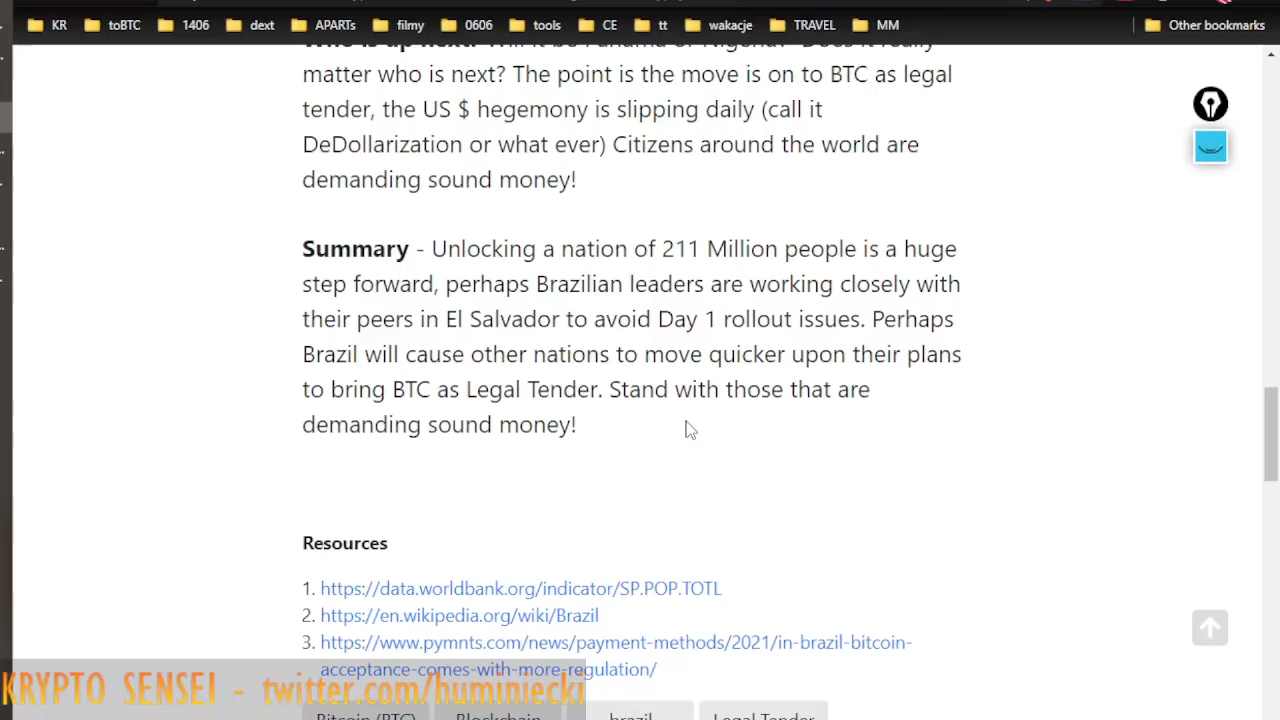 KR toBTC 1406 dext APARTs filmy 0606 tools CE tt wakacje TRAVEL MM Other bookmarks
Who is up next? Will it be Panama or Nigeria? Does it really
matter who is next? The point is the move is on to BTC as legal
tender, the US $ hegemony is slipping daily (call it
DeDollarization or what ever) Citizens around the world are
demanding sound money!
Summary - Unlocking a nation of 211 Million people is a huge
step forward, perhaps Brazilian leaders are working closely with
their peers in El Salvador to avoid Day 1 rollout issues. Perhaps
Brazil will cause other nations to move quicker upon their plans
to bring BTC as Legal Tender. Stand with those that are
demanding sound money!
Resources
1. https://data.worldbank.org/indicator/SP.POP.TOTL
2. https://en.wikipedia.org/wiki/Brazil
3. https://www.pymnts.com/news/payment-methods/2021/in-brazil-bitcoin-
acceptance-comes-with-more-regulation/
KRYPTO SENSEI - twitter.com/huminiecki
Bitcoin (BTC) Blockchain brazil Legal Tender